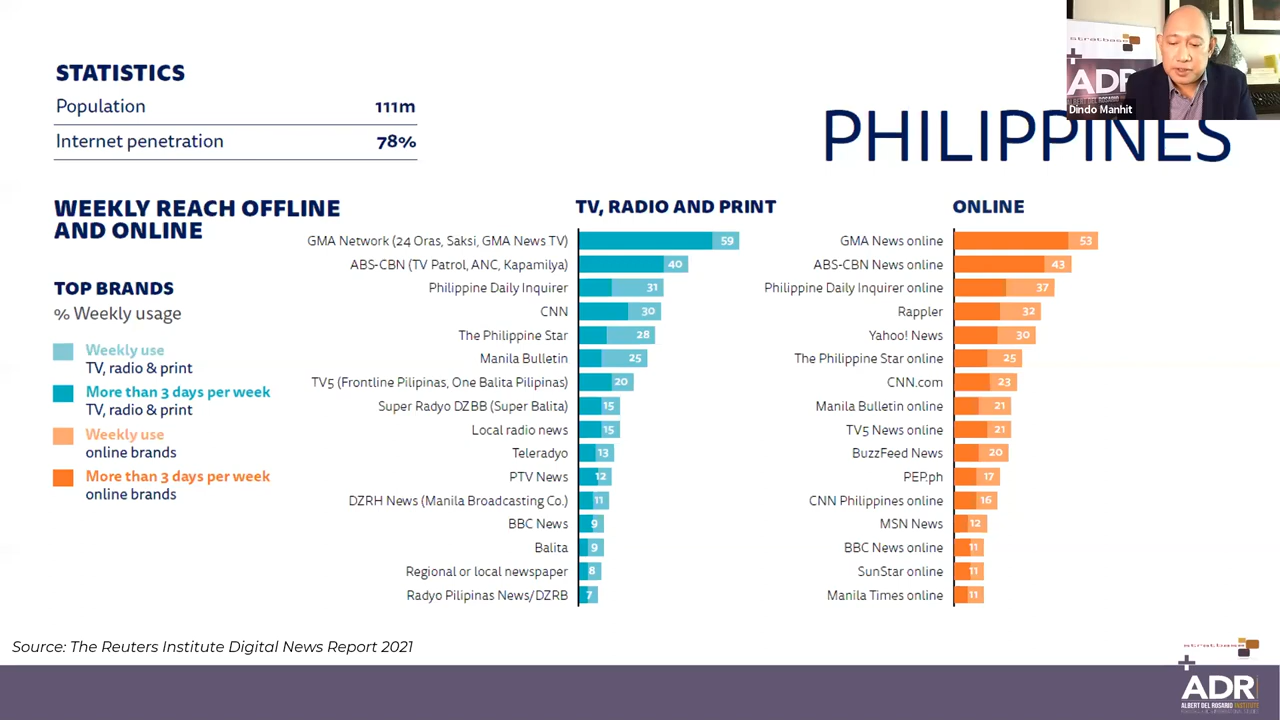 STATISTICS
Population 111m
Internet penetration 78%
PHILIPPINES
stratbase
ADR
ALBERT DEL ROSARIO
Dindo Manhit
WEEKLY REACH OFFLINE
AND ONLINE
TOP BRANDS
% Weekly usage
Weekly use
TV, radio & print
More than 3 days per week
TV, radio & print
Weekly use
online brands
More than 3 days per week
online brands
TV, RADIO AND PRINT
GMA Network (24 Oras, Saksi, GMA News TV) 59
ABS-CBN (TV Patrol, ANC, Kapamilya) 40
Philippine Daily Inquirer 31
CNN 30
The Philippine Star 28
Manila Bulletin 25
TV5 (Frontline Pilipinas, One Balita Pilipinas) 20
Super Radyo DZBB (Super Balita) 15
Local radio news 15
Teleradyo 13
PTV News 12
DZRH News (Manila Broadcasting Co.) 11
BBC News 9
Balita 9
Regional or local newspaper 8
Radyo Pilipinas News/DZRB 7
ONLINE
GMA News online 53
ABS-CBN News online 43
Philippine Daily Inquirer online 37
Rappler 32
Yahoo! News 30
The Philippine Star online 25
CNN.com 23
Manila Bulletin online 21
TV5 News online 21
BuzzFeed News 20
PEP.ph 17
CNN Philippines online 16
MSN News 12
BBC News online 11
SunStar online 11
Manila Times online 11
Source: The Reuters Institute Digital News Report 2021
stratbase
ADR
ALBERT DEL ROSARIO INSTITUTE